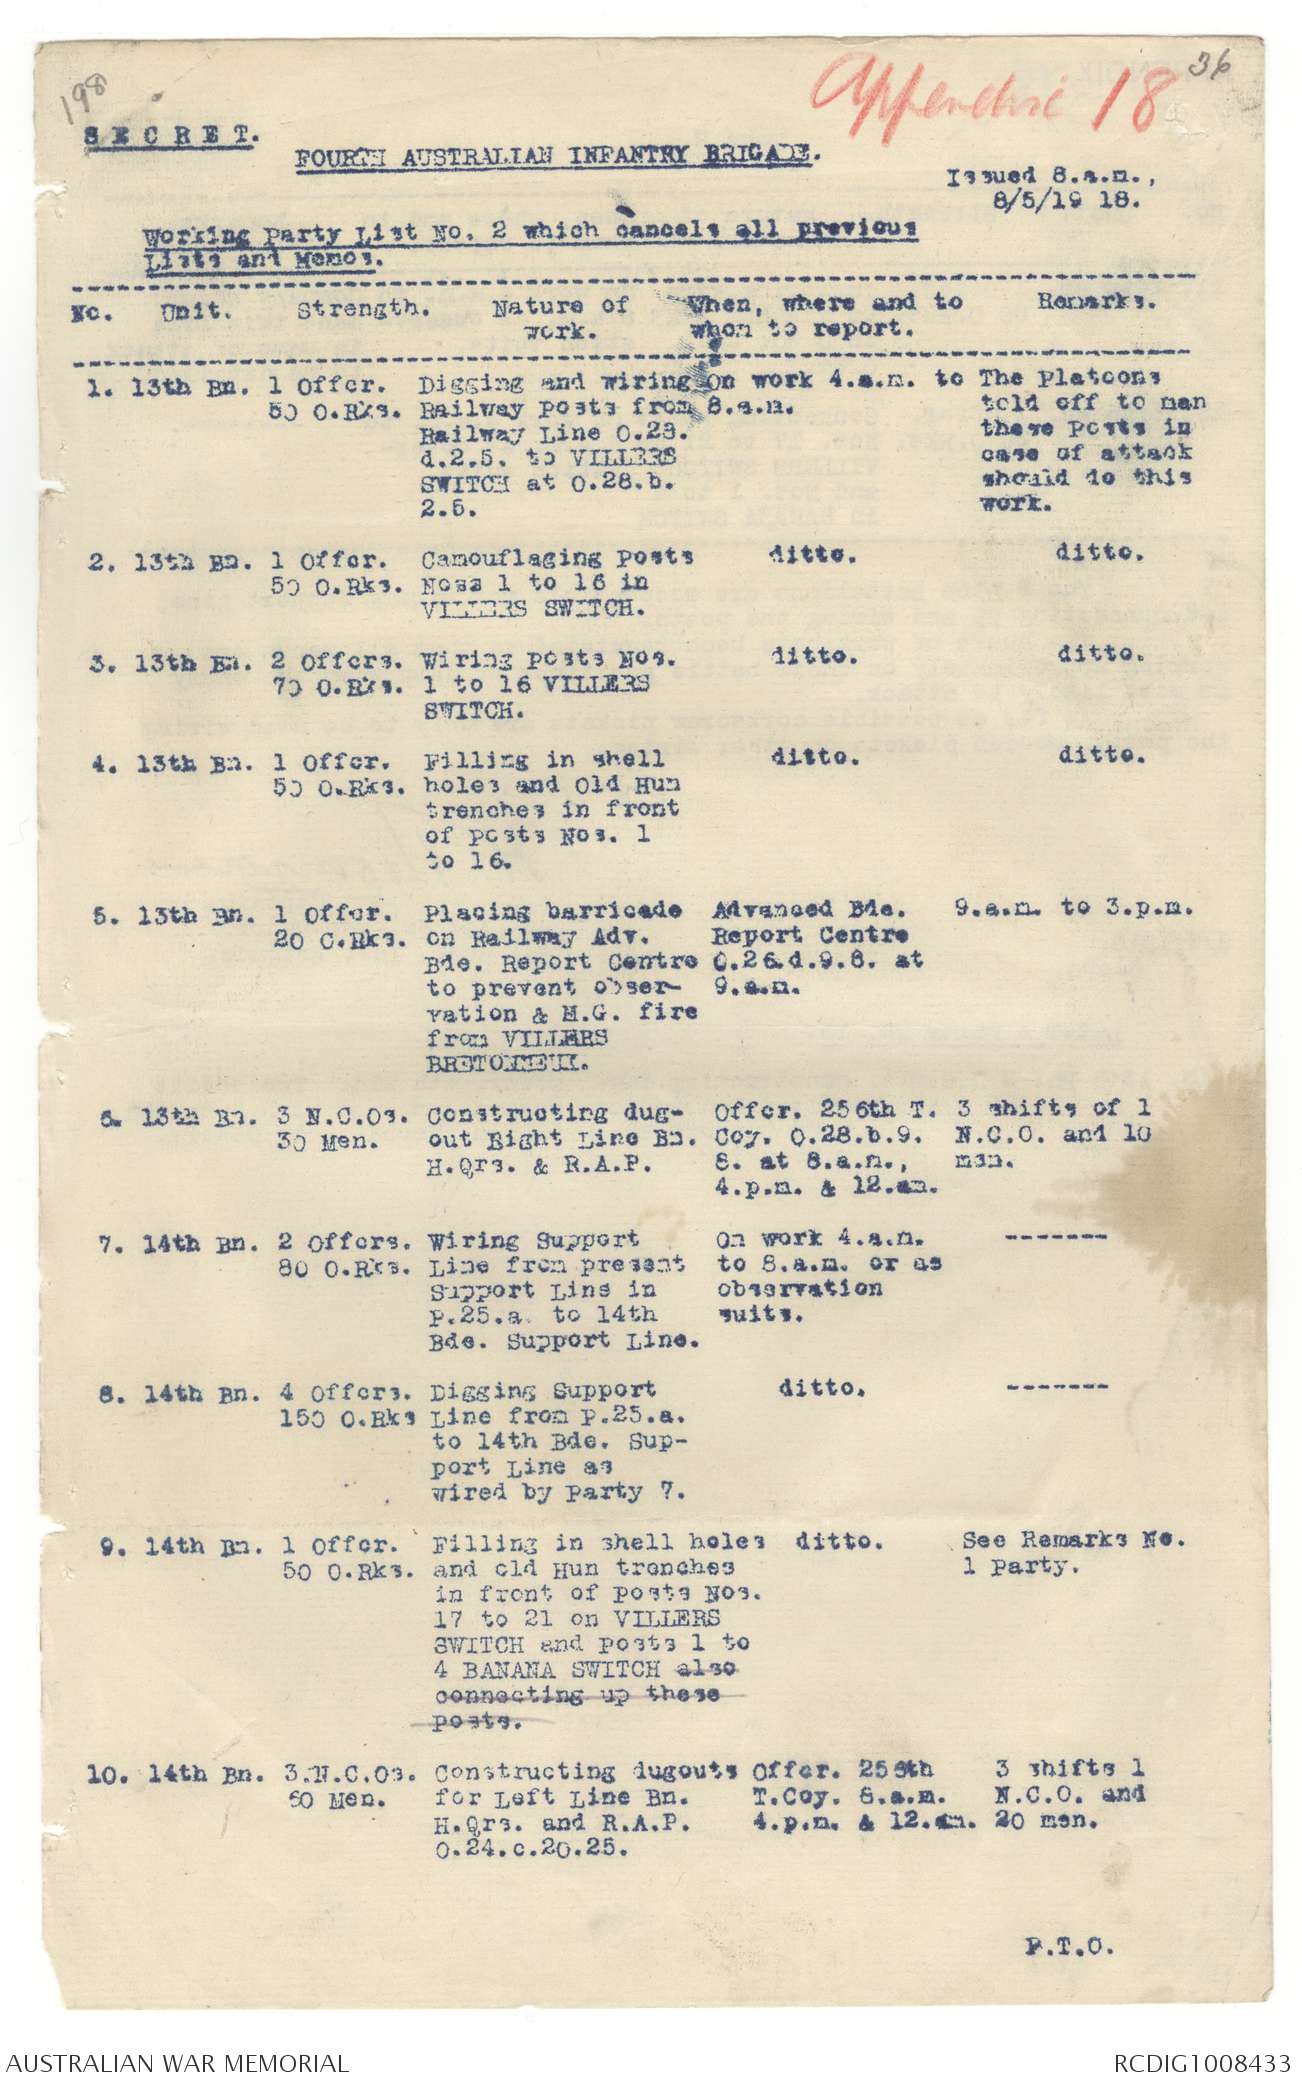 198
Appendix 18
36
S E C R E T.
FOURTH AUSTRALIAN INFANTRY BRIGADE.
Issued 8.a.m.,
8/5/19 18.
Working Party List No. 2 which cancels all previous
Lists and Memos.
No. Unit. Strength. Nature of When, where and to Remarks.
work. whom to report.
1. 13th Bn. 1 Offcr. Digging and wiring On work 4.a.m. to The Platoons
50 O.Rks. Railway posts from 8.a.m. told off to man
Railway Line O.28. these posts in
d.2.5. to VILLERS case of attack
SWITCH at O.28.b. should do this
2.5. work.
2. 13th Bn. 1 Offcr. Camouflaging posts ditto. ditto.
50 O.Rks. Noss 1 to 16 in
VILLERS SWITCH.
3. 13th Bn. 2 Offcrs. Wiring posts Nos. ditto. ditto.
70 O.Rks. 1 to 16 VILLERS
SWITCH.
4. 13th Bn. 1 Offcr. Filling in shell ditto. ditto.
50 O.Rks. holes and Old Hun
trenches in front
of posts Nos. 1
to 16.
5. 13th Bn. 1 Offcr. Placing barricade Advanced Bde. 9.a.m. to 3.p.m.
20 O.Rks. on Railway Adv. Report Centre
Bde. Report Centre O.26.d.9.8. at
to prevent obser- 9.a.m.
vation & M.G. fire
from VILLERS
BRETONNEUX.
6. 13th Bn. 3 N.C.Os. Constructing dug- Offcr. 256th T. 3 shifts of 1
30 Men. out Right Line Bn. Coy. O.28.b.9. N.C.O. and 10
H.Qrs. & R.A.P. 8. at 8.a.m., men.
4.p.m. & 12.am.
7. 14th Bn. 2 Offcrs. Wiring Support On work 4.a.m. -------
80 O.Rks. Line from present to 8.a.m. or as
Support Line in observation
P.25.a. to 14th suits.
Bde. Support Line.
8. 14th Bn. 4 Offcrs. Digging Support ditto. -------
150 O.Rks Line from P.25.a.
to 14th Bde. Sup-
port Line as
wired by Party 7.
9. 14th Bn. 1 Offcr. Filling in shell holes ditto. See Remarks No.
50 O.Rks. and old Hun trenches 1 Party.
in front of posts Nos.
17 to 21 on VILLERS
SWITCH and posts 1 to
4 BANANA SWITCH also
connecting up these
posts.
10. 14th Bn. 3.N.C.Os. Constructing dugouts Offcr. 256th 3 shifts 1
60 Men. for Left Line Bn. T.Coy. 8.a.m. N.C.O. and
H.Qrs. and R.A.P. 4.p.m. & 12.am. 20 men.
O.24.c.20.25.
P.T.O.
AUSTRALIAN WAR MEMORIAL
RCDIG1008433